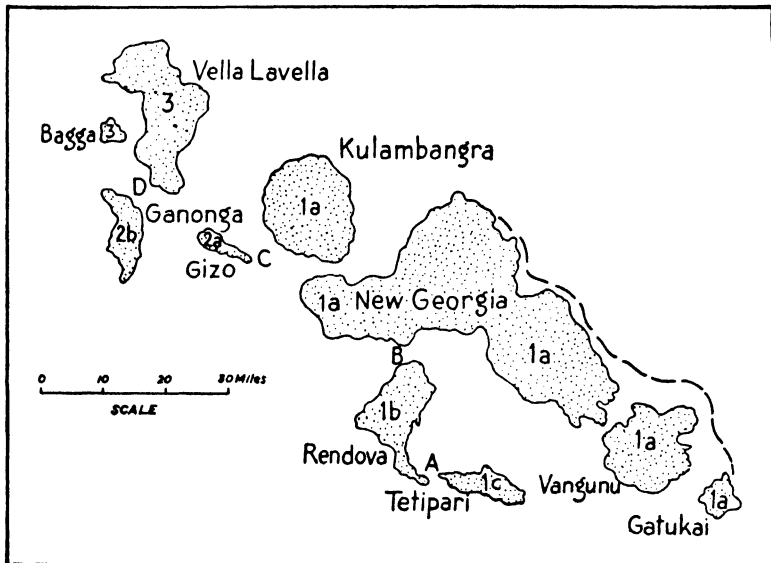 Vella Lavella
3
Bagga
3
Kulambangra
D
Ganonga
1a
2b
2a
C
Gizo
1a
New Georgia
1a
B
0 10 20 30 Miles
SCALE
1b
1a
Rendova
A
1c
Vangunu
Tetipari
1a
Gatukai